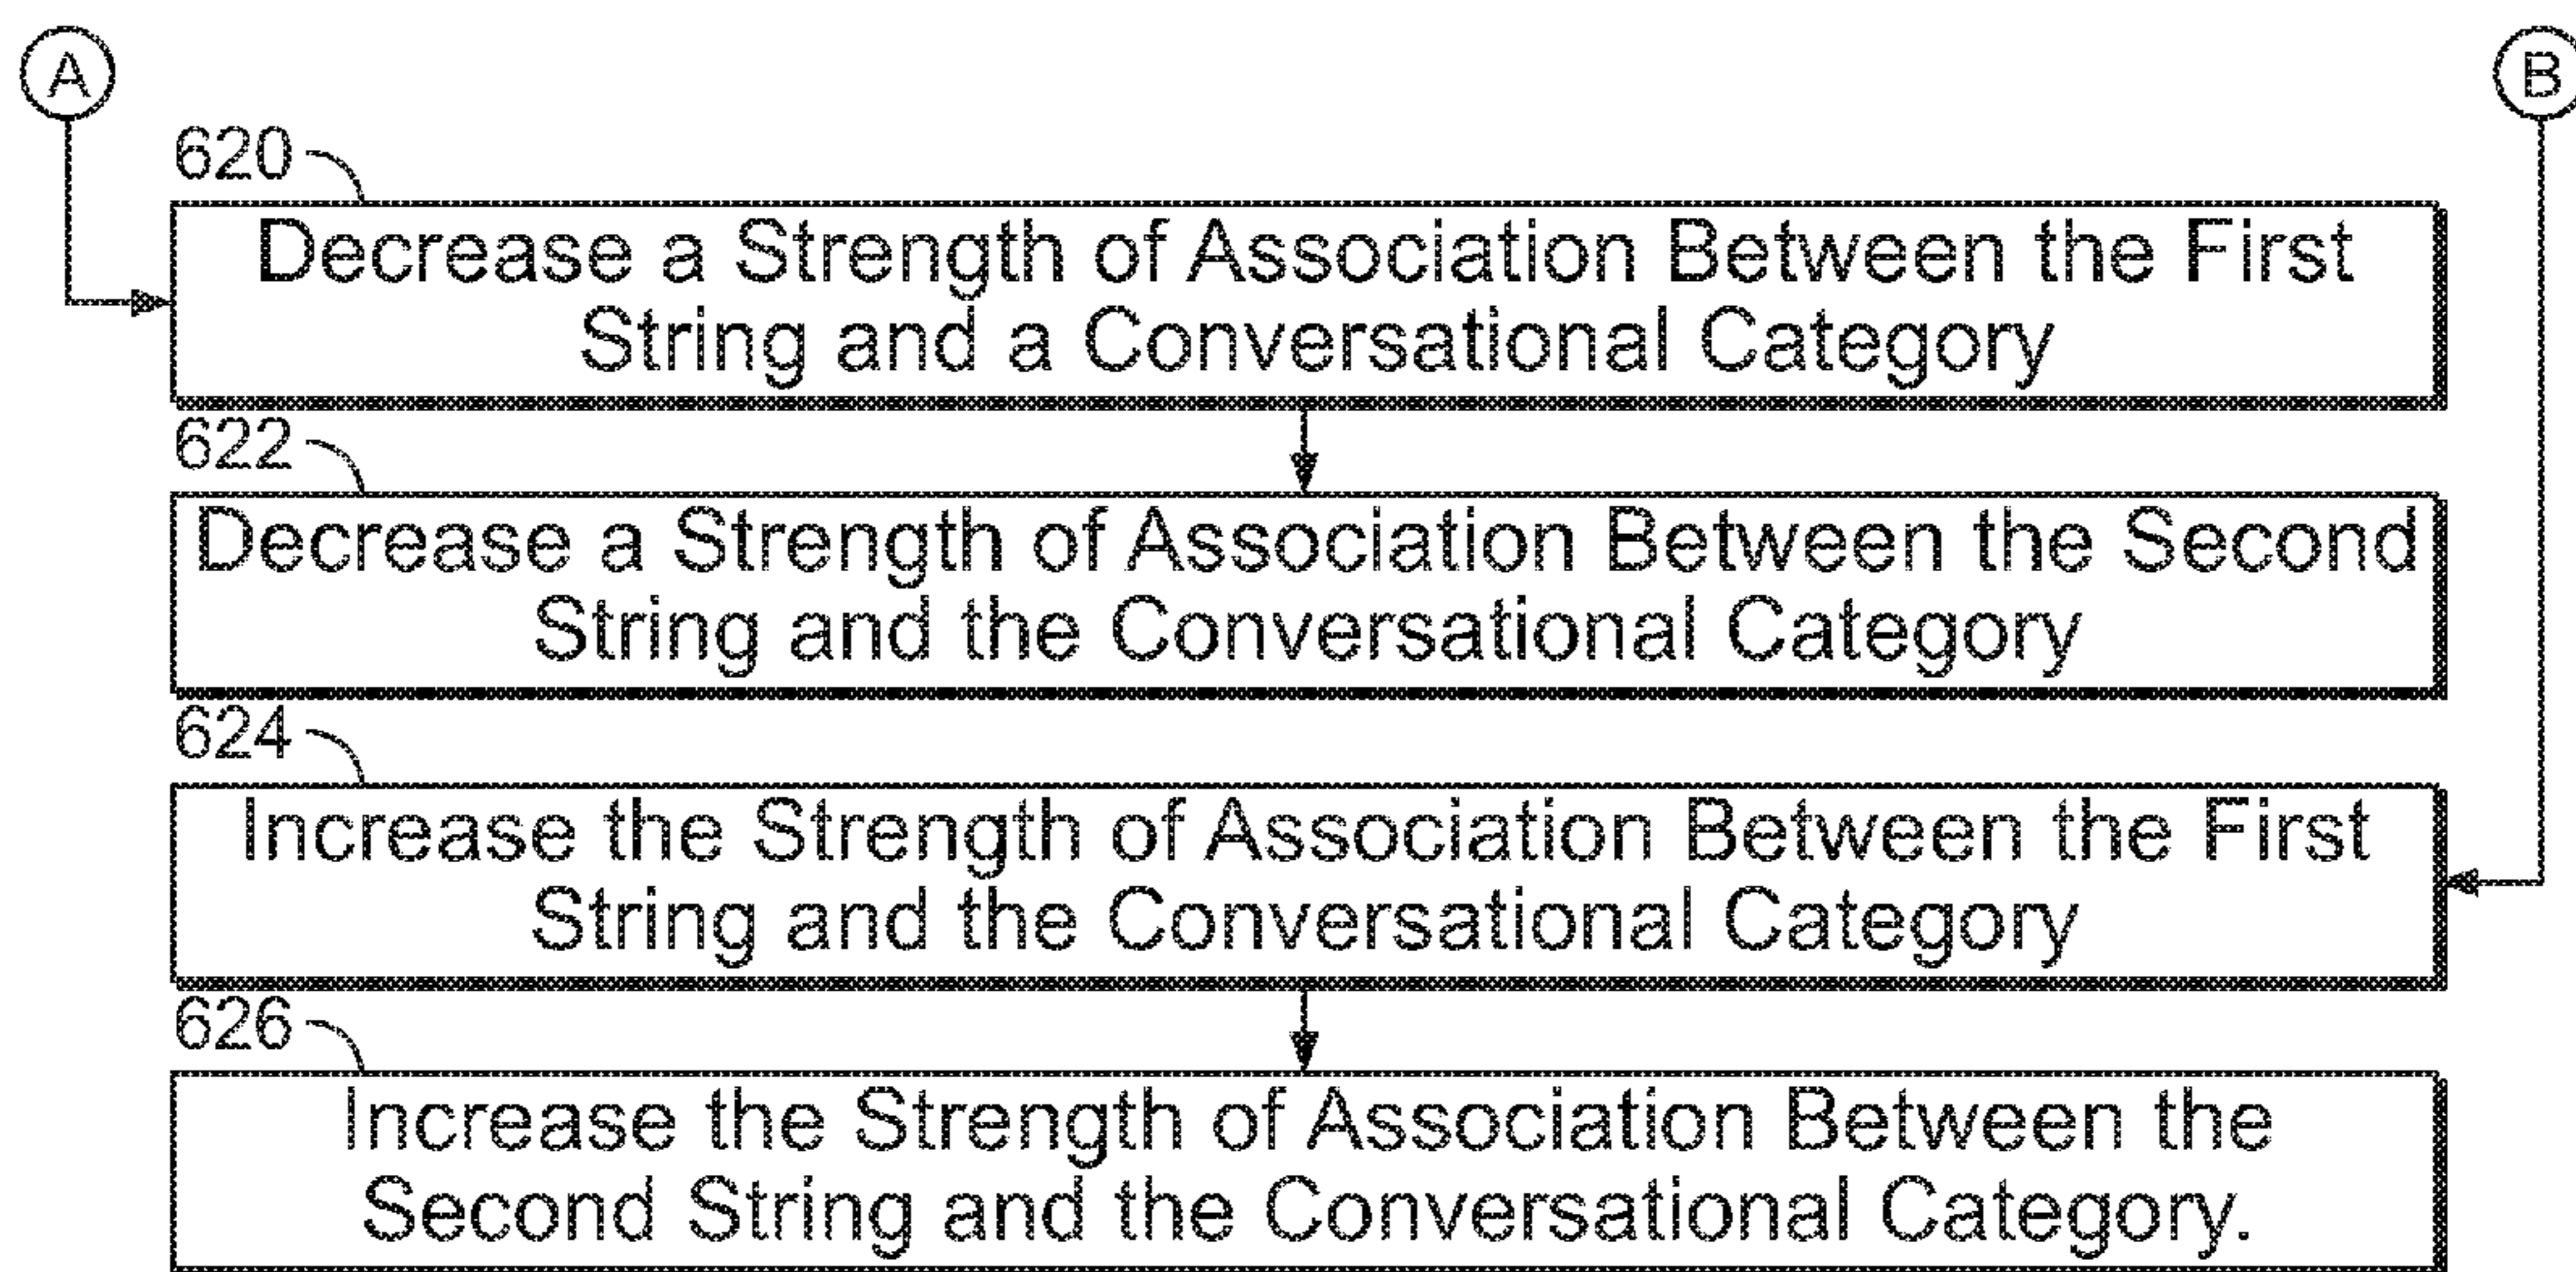 A
B
620
Decrease a Strength of Association Between the First
String and a Conversational Category
622
Decrease a Strength of Association Between the Second
String and the Conversational Category
624
Increase the Strength of Association Between the First
String and the Conversational Category
626
Increase the Strength of Association Between the
Second String and the Conversational Category.